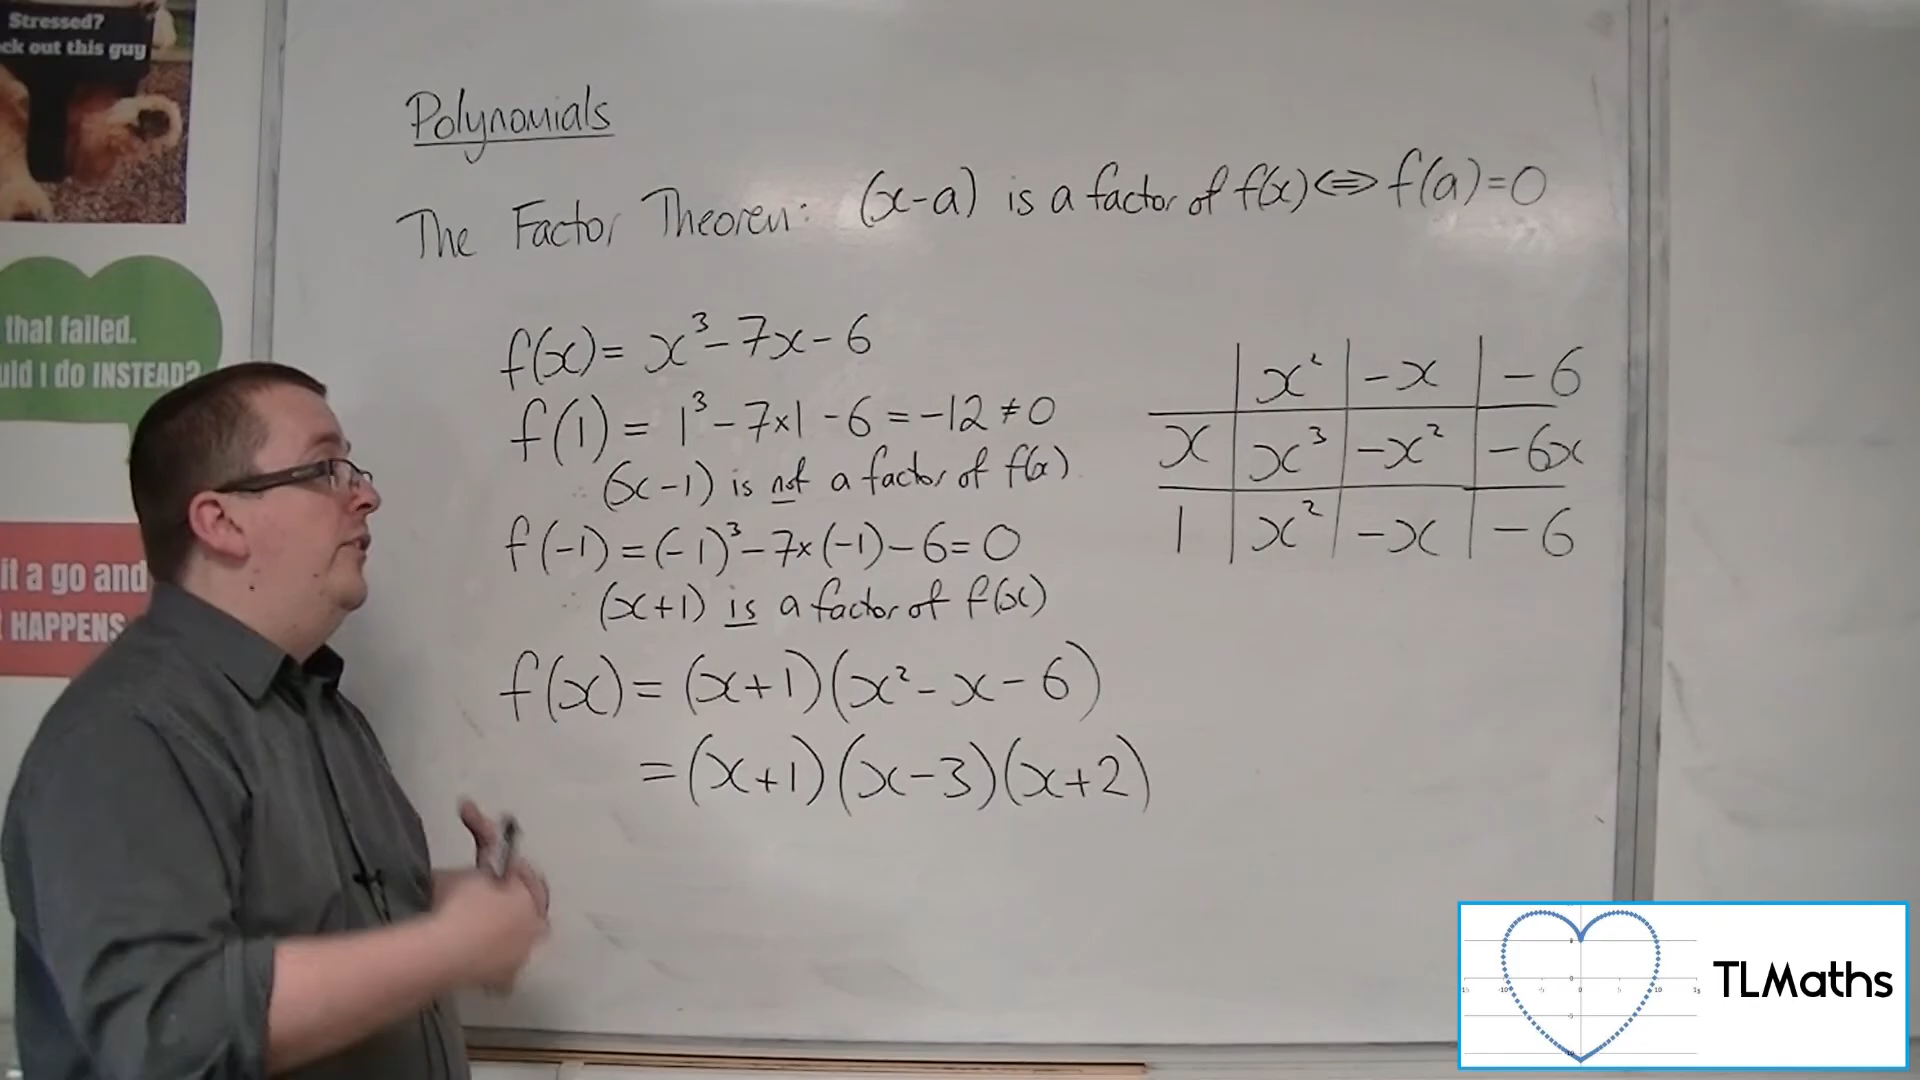 Stressed?
ck out this guy
that failed.
uld I do INSTEAD?
it a go and
HAPPENS
Polynomials
The Factor Theorem: (x-a) is a factor of f(x) ⇔ f(a)=0
f(x) = x³ - 7x - 6
f(1) = 1³ - 7×1 - 6 = -12 ≠ 0
∴ (x-1) is not a factor of f(x)
f(-1) = (-1)³ - 7×(-1) - 6 = 0
∴ (x+1) is a factor of f(x)
f(x) = (x+1)(x² - x - 6)
= (x+1)(x-3)(x+2)
x² -x -6
x x³ -x² -6x
1 x² -x -6
TLMaths